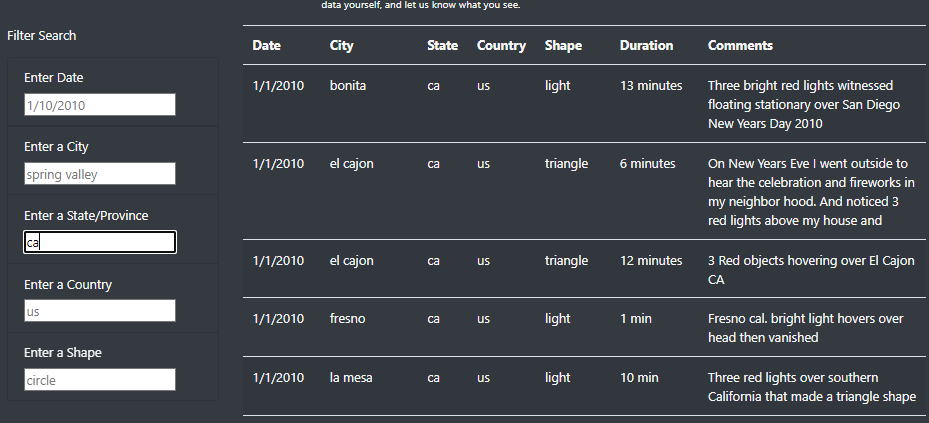 data yourself, and let us know what you see.
Filter Search
Enter Date
1/10/2010
Enter a City
spring valley
Enter a State/Province
ca
Enter a Country
us
Enter a Shape
circle
Date City State Country Shape Duration Comments
1/1/2010 bonita ca us light 13 minutes Three bright red lights witnessed
floating stationary over San Diego
New Years Day 2010
1/1/2010 el cajon ca us triangle 6 minutes On New Years Eve I went outside to
hear the celebration and fireworks in
my neighbor hood. And noticed 3
red lights above my house and
1/1/2010 el cajon ca us triangle 12 minutes 3 Red objects hovering over El Cajon
CA
1/1/2010 fresno ca us light 1 min Fresno cal. bright light hovers over
head then vanished
1/1/2010 la mesa ca us light 10 min Three red lights over southern
California that made a triangle shape